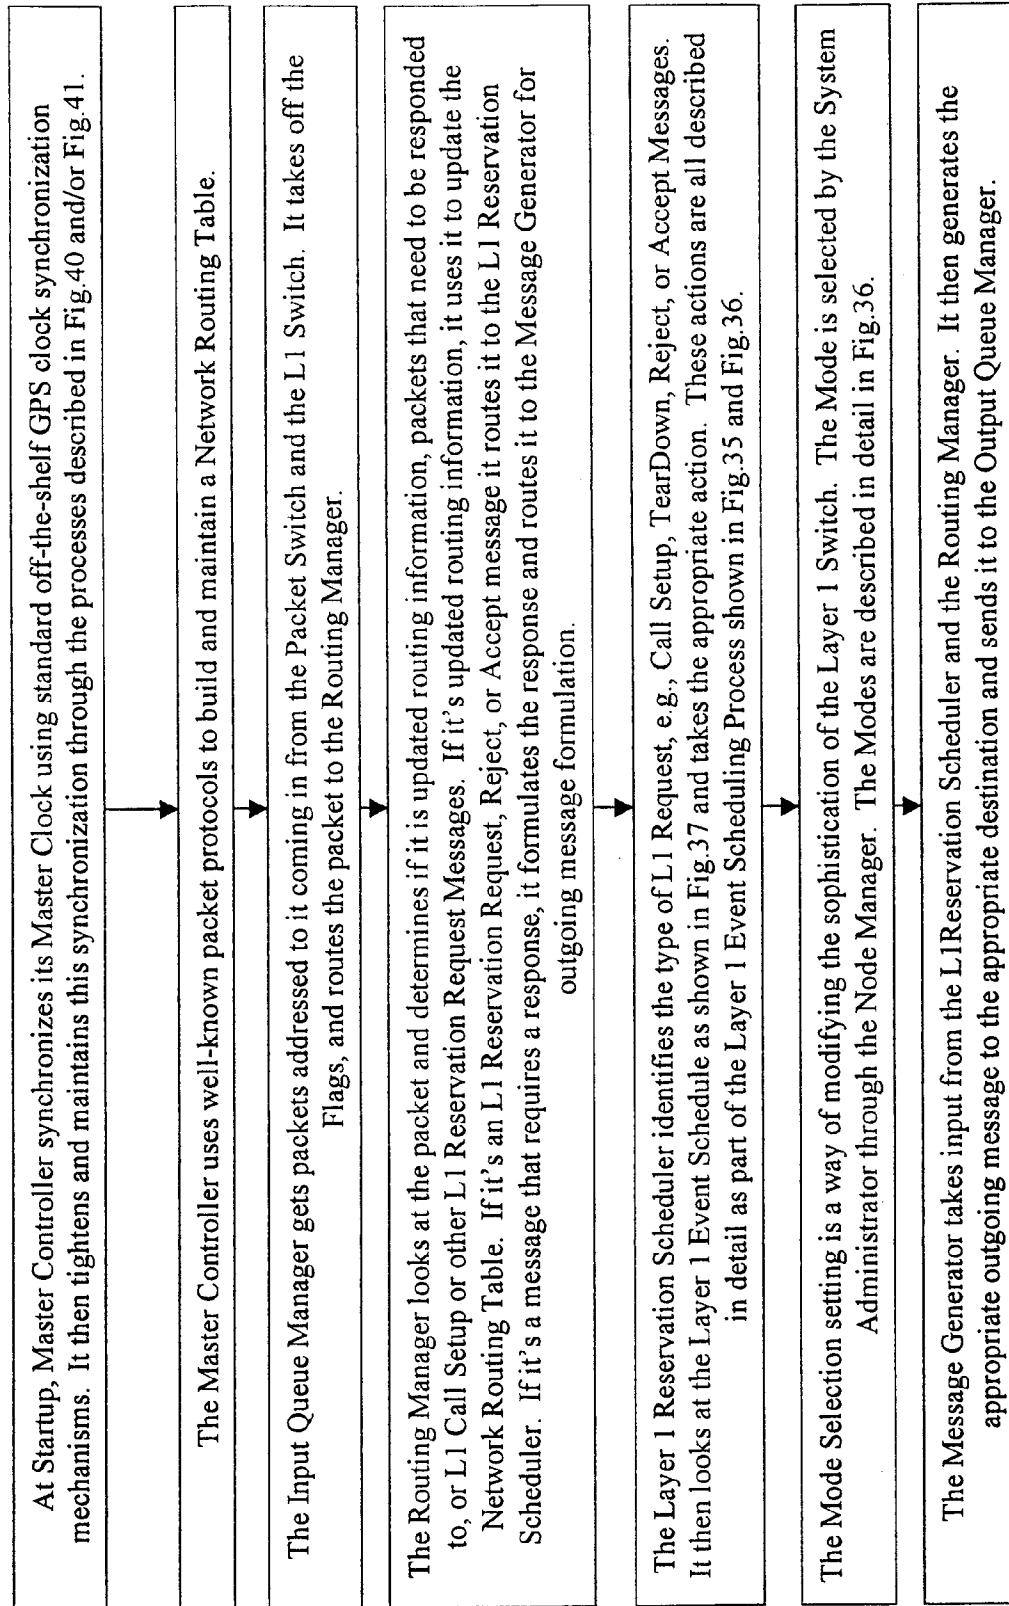 At Startup, Master Controller synchronizes its Master Clock using standard off-the-shelf GPS clock synchronization
mechanisms. It then tightens and maintains this synchronization through the processes described in Fig.40 and/or Fig.41.
The Master Controller uses well-known packet protocols to build and maintain a Network Routing Table.
The Input Queue Manager gets packets addressed to it coming in from the Packet Switch and the L1 Switch. It takes off the
Flags, and routes the packet to the Routing Manager.
The Routing Manager looks at the packet and determines if it is updated routing information, packets that need to be responded
to, or L1 Call Setup or other L1 Reservation Request Messages. If it's updated routing information, it uses it to update the
Network Routing Table. If it's an L1 Reservation Request, Reject, or Accept message it routes it to the L1 Reservation
Scheduler. If it's a message that requires a response, it formulates the response and routes it to the Message Generator for
outgoing message formulation.
The Layer 1 Reservation Scheduler identifies the type of L1 Request, e.g., Call Setup, TearDown, Reject, or Accept Messages.
It then looks at the Layer 1 Event Schedule as shown in Fig.37 and takes the appropriate action. These actions are all described
in detail as part of the Layer 1 Event Scheduling Process shown in Fig.35 and Fig.36.
The Mode Selection setting is a way of modifying the sophistication of the Layer 1 Switch. The Mode is selected by the System
Administrator through the Node Manager. The Modes are described in detail in Fig.36.
The Message Generator takes input from the L1Reservation Scheduler and the Routing Manager. It then generates the
appropriate outgoing message to the appropriate destination and sends it to the Output Queue Manager.